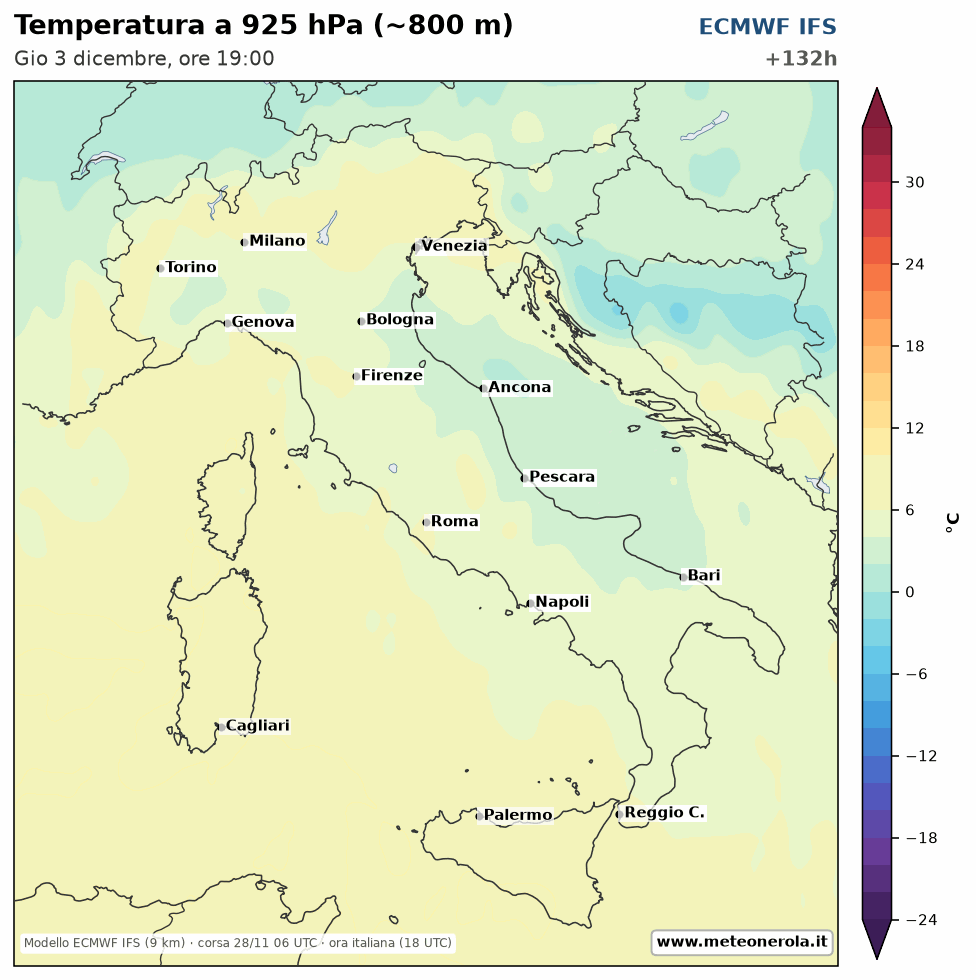 Temperatura a 925 hPa (~800 m)
ECMWF IFS
Gio 3 dicembre, ore 19:00
+132h
Milano
Venezia
Torino
Genova
Bologna
Firenze
Ancona
Pescara
Roma
Bari
Napoli
Cagliari
Palermo
Reggio C.
30
24
18
12
6
0
−6
−12
−18
−24
°C
Modello ECMWF IFS (9 km) · corsa 28/11 06 UTC · ora italiana (18 UTC)
www.meteonerola.it